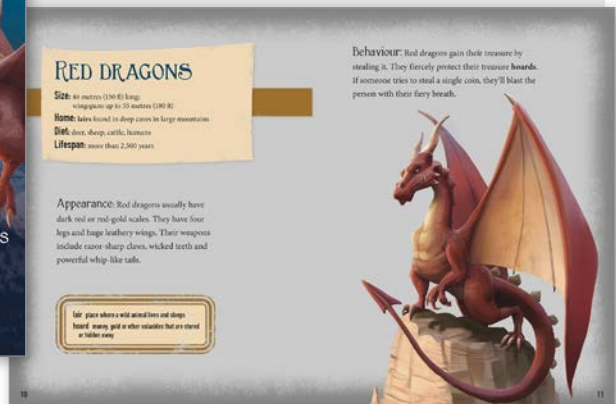 S
RED DRAGONS
Size: 40 metres (150 ft) long;
wingspan up to 55 metres (180 ft)
Home: lairs found in deep caves in large mountains
Diet: deer, sheep, cattle, humans
Lifespan: more than 2,500 years
Appearance: Red dragons usually have
dark red or red-gold scales. They have four
legs and huge leathery wings. Their weapons
include razor-sharp claws, wicked teeth and
powerful whip-like tails.
lair place where a wild animal lives and sleeps
hoard money, gold or other valuables that are stored
or hidden away
10
Behaviour: Red dragons gain their treasure by
stealing it. They fiercely protect their treasure hoards.
If someone tries to steal a single coin, they'll blast the
person with their fiery breath.
11